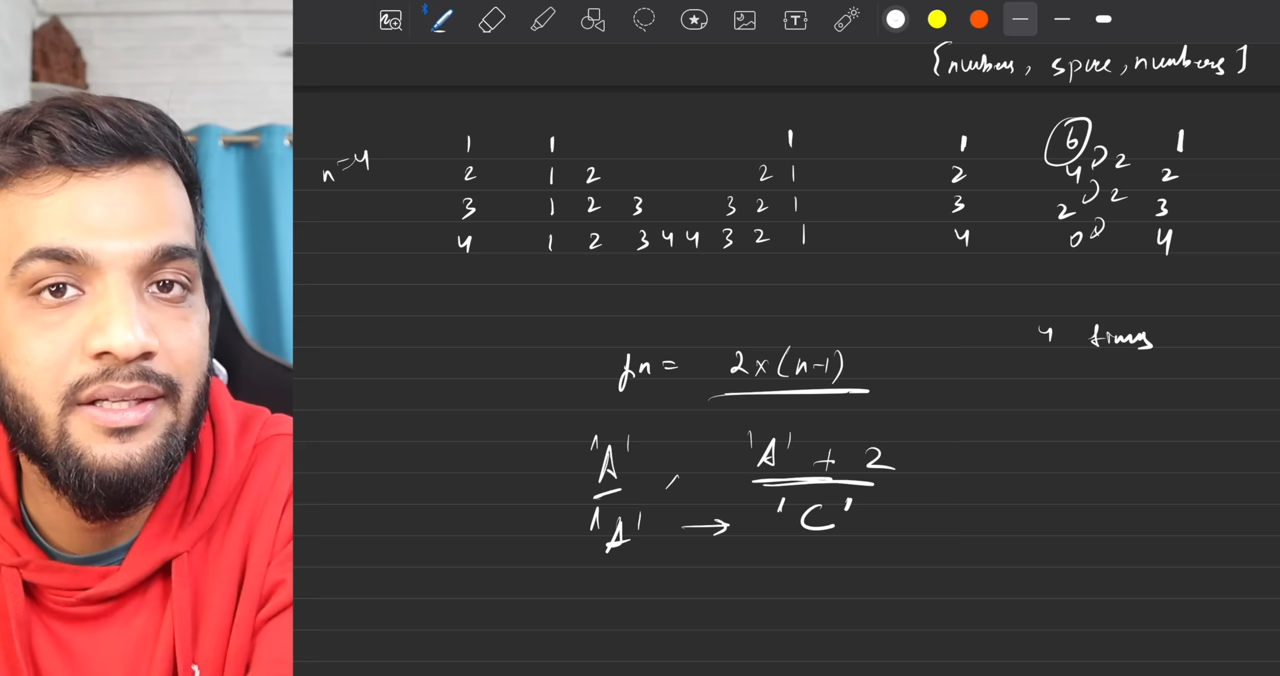 [numbers, space, numbers]
n=4
1 1 1 1 6 1
2 1 2 2 1 2 4 2 2
3 1 2 3 3 2 1 3 2 2 3
4 1 2 3 4 4 3 2 1 4 0 4
4 times
fn = 2x(n-1)
'A' , 'A' + 2
'A' → 'C'